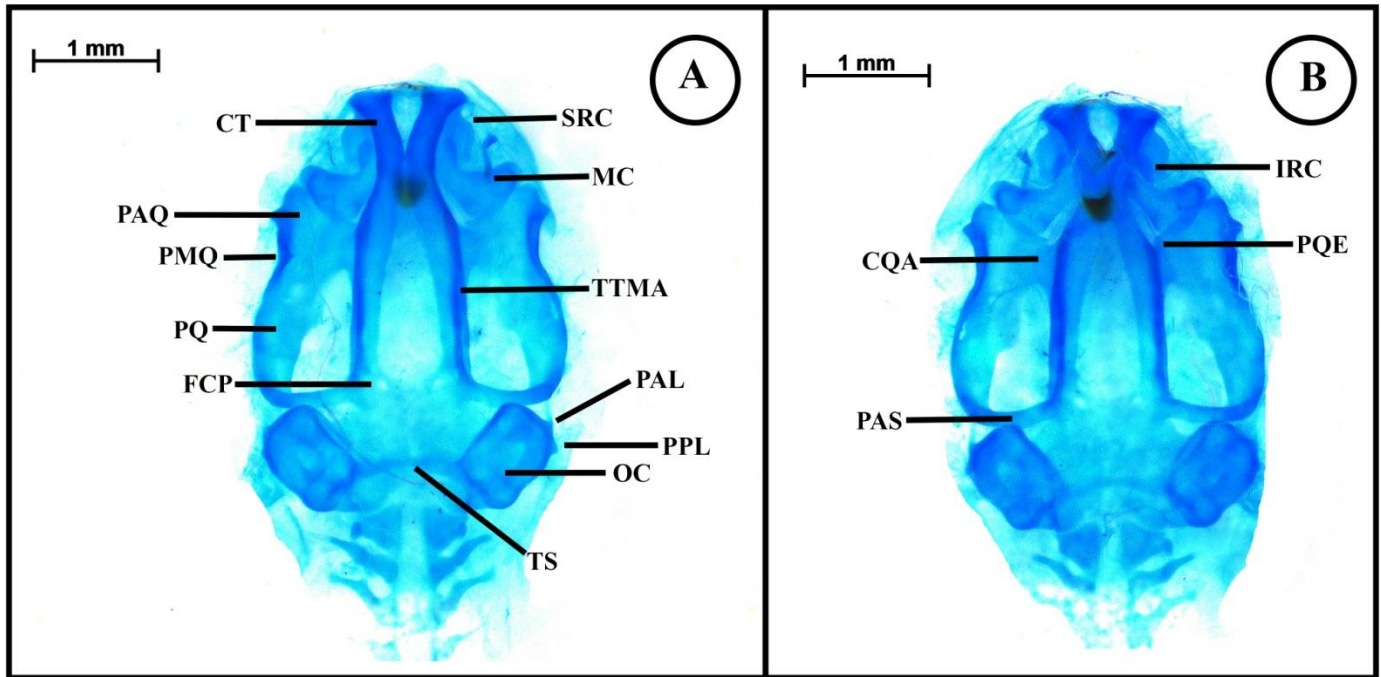 1 mm
A
CT
SRC
MC
PAQ
PMQ
TTMA
PQ
FCP
PAL
PPL
OC
TS
1 mm
B
IRC
PQE
CQA
PAS